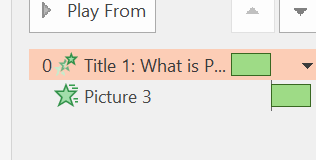 Play From
0 Title 1: What is P...
Picture 3